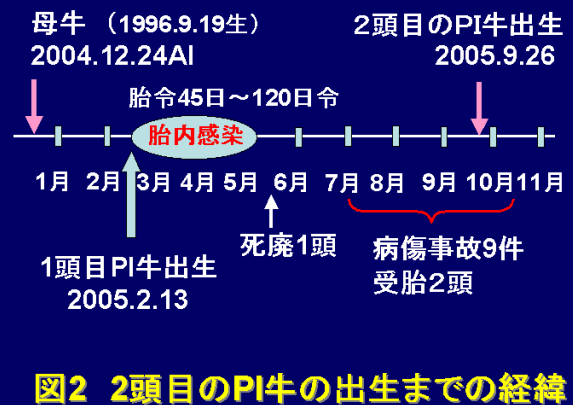 母牛 (1996.9.19生)
2004.12.24AI
2頭目のPI牛出生
2005.9.26
胎令45日～120日令
胎内感染
1月 2月 3月 4月 5月 6月 7月 8月 9月 10月 11月
1頭目PI牛出生
2005.2.13
死廃1頭
病傷事故9件
受胎2頭
図2 2頭目のPI牛の出生までの経緯